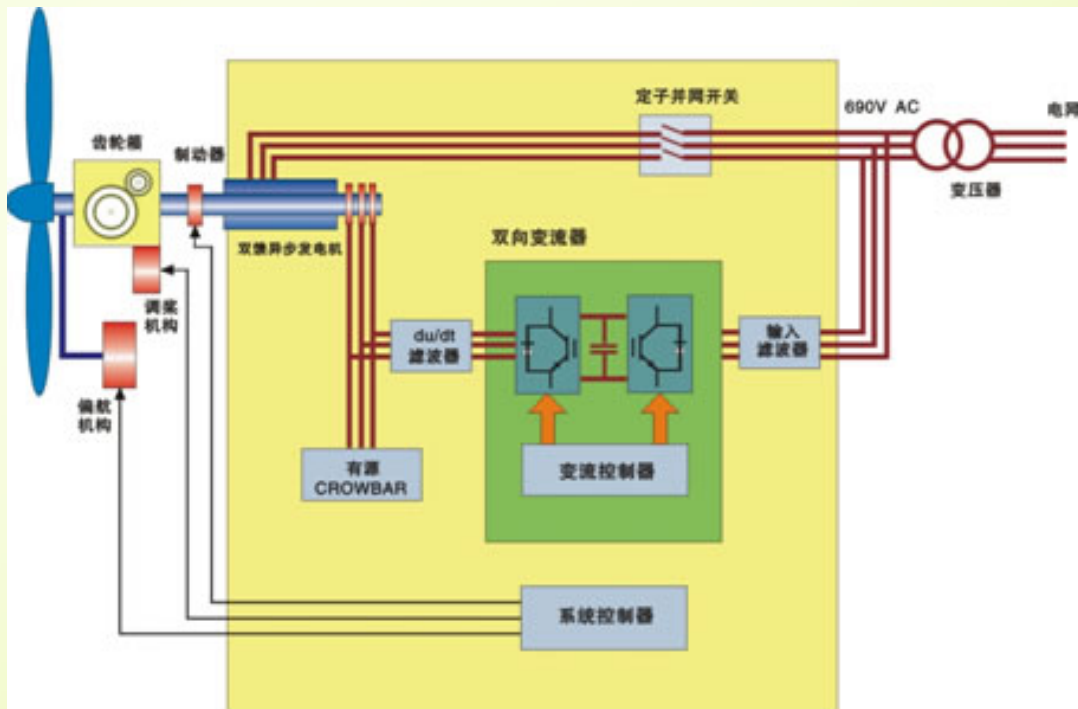 定子并网开关
690V AC
电网
齿轮箱
制动器
变压器
双馈异步发电机
双向变流器
调桨
机构
du/dt
滤波器
输入
滤波器
偏航
机构
有源
CROWBAR
变流控制器
系统控制器